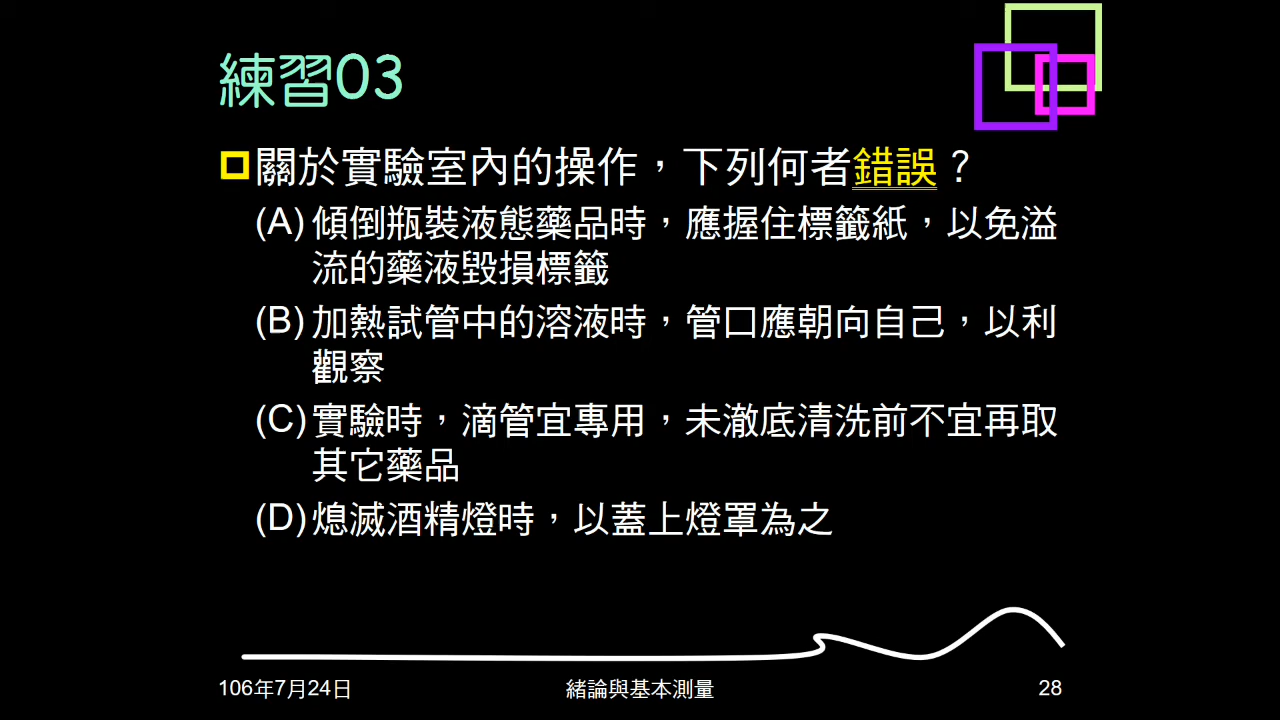 練習03
關於實驗室內的操作，下列何者錯誤？
(A) 傾倒瓶裝液態藥品時，應握住標籤紙，以免溢
流的藥液毀損標籤
(B) 加熱試管中的溶液時，管口應朝向自己，以利
觀察
(C) 實驗時，滴管宜專用，未澈底清洗前不宜再取
其它藥品
(D) 熄滅酒精燈時，以蓋上燈罩為之
106年7月24日
緒論與基本測量
28